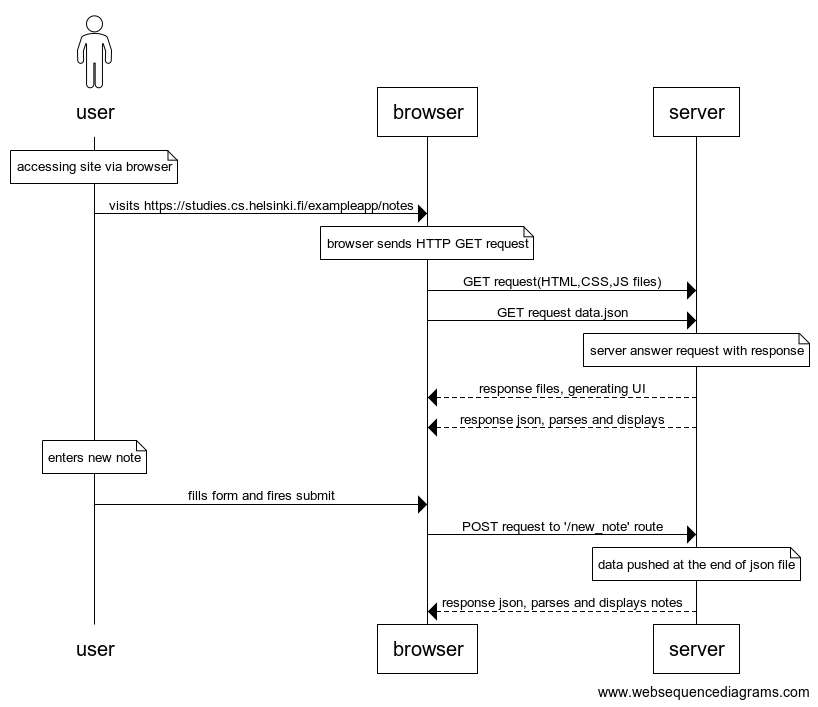 user
browser
server
accessing site via browser
visits https://studies.cs.helsinki.fi/exampleapp/notes
browser sends HTTP GET request
GET request(HTML,CSS,JS files)
GET request data.json
server answer request with response
response files, generating UI
response json, parses and displays
enters new note
fills form and fires submit
POST request to '/new_note' route
data pushed at the end of json file
response json, parses and displays notes
user
browser
server
www.websequencediagrams.com